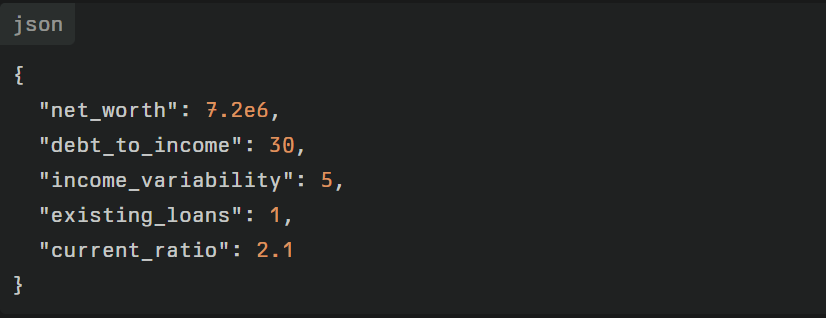 json
{
"net_worth": 7.2e6,
"debt_to_income": 30,
"income_variability": 5,
"existing_loans": 1,
"current_ratio": 2.1
}